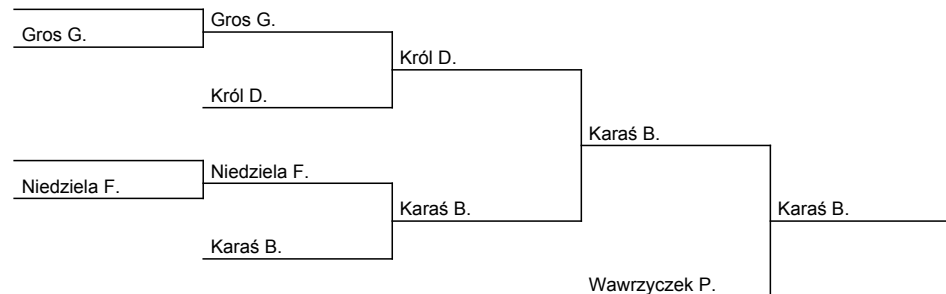 Gros G.
Gros G.
Król D.
Król D.
Karaś B.
Niedziela F.
Niedziela F.
Karaś B.
Karaś B.
Karaś B.
Wawrzyczek P.